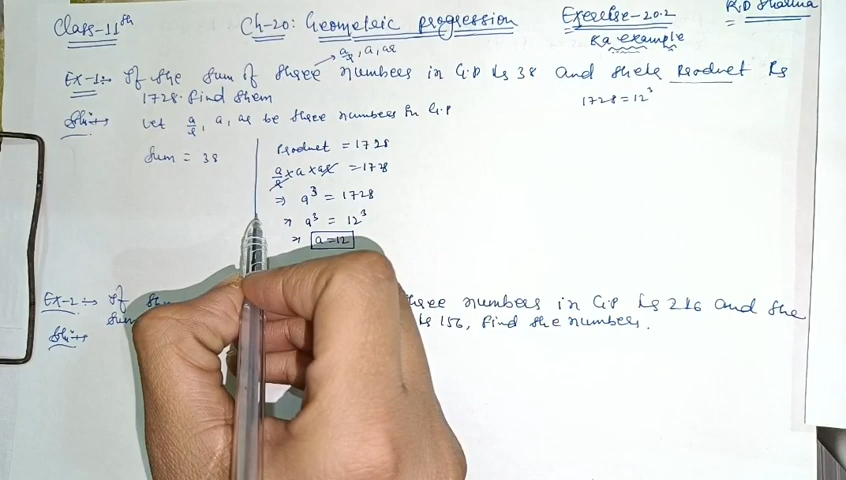 Class-11th Ch-20: Geometric progression Exercise-20.2 R.D Sharma
Ka example
a/r, a, ar
Ex-1:→ If the sum of three numbers in G.P is 38 and their Product is
1728. find them
1728 = 12³
Sol:→ let a/r, a, ar be three numbers in G.P
Sum = 38
Product = 1728
a/r × a × ar = 1728
⇒ a³ = 1728
⇒ a³ = 12³
⇒ a = 12
Ex-2:→ If three numbers in G.P is 216 and the
Sum is 156, find the numbers.
Sol:→